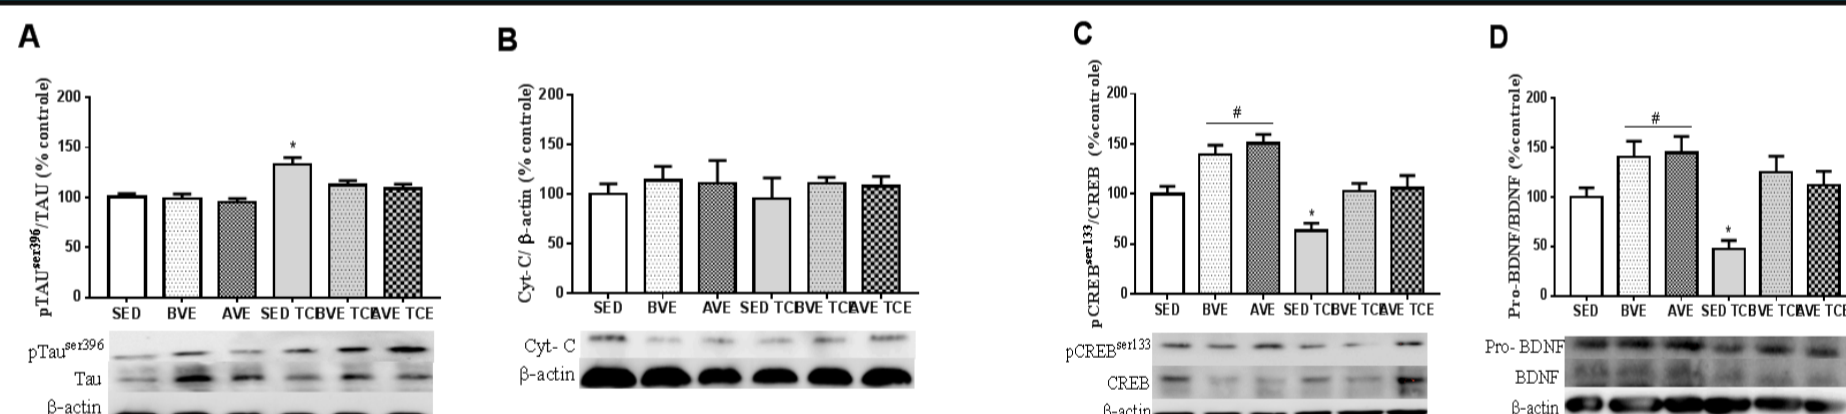 A
pTAUser396/TAU (% controle)
200
150
100
50
0
*
SED BVE AVE SED TCE BVE TCE AVE TCE
pTauser396
Tau
β-actin
B
Cyt-C/ β-actin (% controle)
200
150
100
50
0
SED BVE AVE SED TCE BVE TCE AVE TCE
Cyt- C
β-actin
C
pCREBser133/CREB (%controle)
200
150
100
50
0
#
*
SED BVE AVE SED TCE BVE TCE AVE TCE
pCREBser133
CREB
β-actin
D
Pro-BDNF/BDNF (%controle)
200
150
100
50
0
#
*
SED BVE AVE SED TCE BVE TCE AVE TCE
Pro- BDNF
BDNF
β-actin